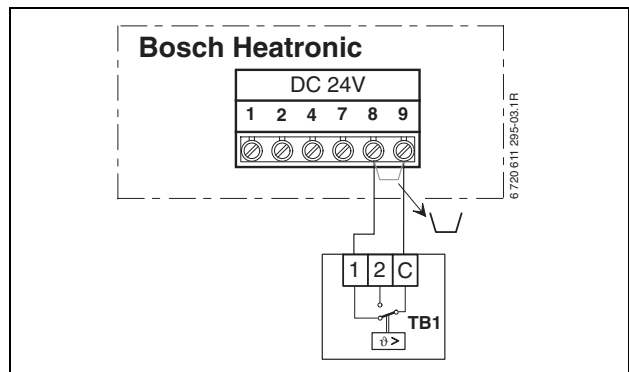 Bosch Heatronic
DC 24V
1 2 4 7 8 9
6 720 611 295-03.1R
1 2 C
TB1
ϑ >